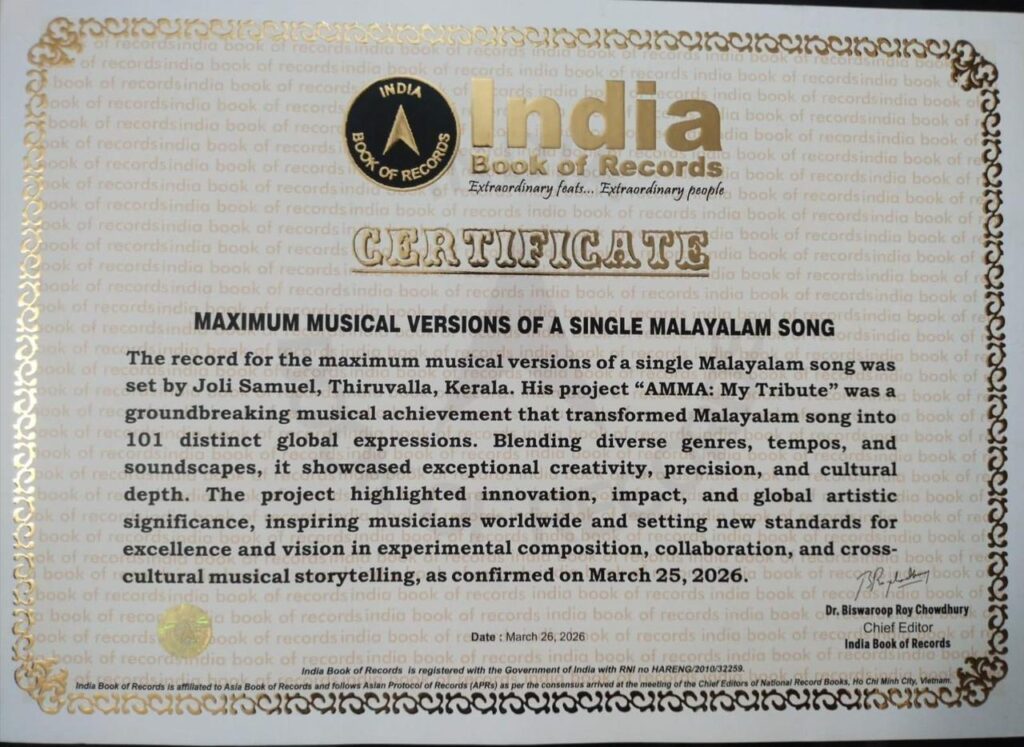 INDIA
BOOK OF RECORDS
India
Book of Records
Extraordinary feats... Extraordinary people
CERTIFICATE
MAXIMUM MUSICAL VERSIONS OF A SINGLE MALAYALAM SONG
The record for the maximum musical versions of a single Malayalam song was
set by Joli Samuel, Thiruvalla, Kerala. His project “AMMA: My Tribute” was a
groundbreaking musical achievement that transformed Malayalam song into
101 distinct global expressions. Blending diverse genres, tempos, and
soundscapes, it showcased exceptional creativity, precision, and cultural
depth. The project highlighted innovation, impact, and global artistic
significance, inspiring musicians worldwide and setting new standards for
excellence and vision in experimental composition, collaboration, and cross-
cultural musical storytelling, as confirmed on March 25, 2026.
Dr. Biswaroop Roy Chowdhury
Chief Editor
India Book of Records
Date : March 26, 2026
India Book of Records is registered with the Government of India with RNI no HARENG/2010/32259.
India Book of Records is affiliated to Asia Book of Records and follows Asian Protocol of Records (APRs) as per the consensus arrived at the meeting of the Chief Editors of National Record Books, Ho Chi Minh City, Vietnam.